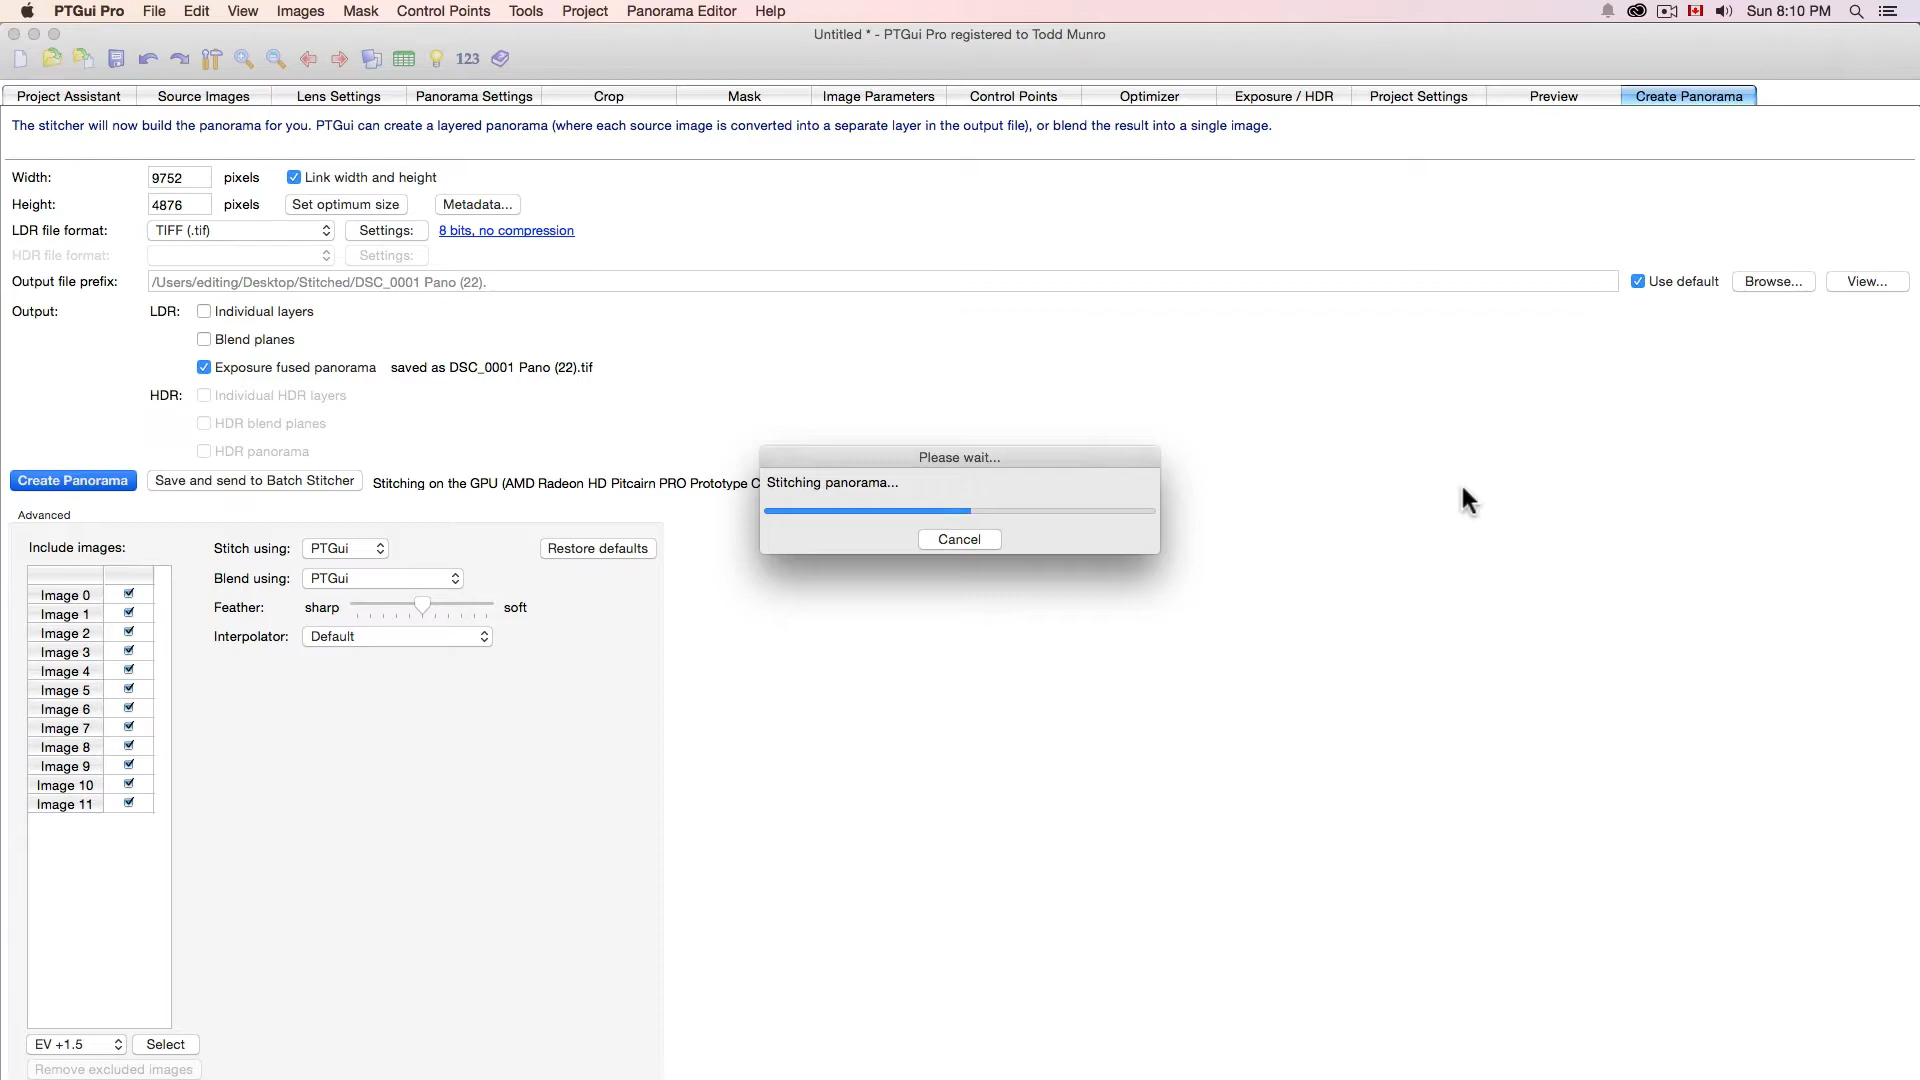 PTGui Pro File Edit View Images Mask Control Points Tools Project Panorama Editor Help Sun 8:10 PM
Untitled * - PTGui Pro registered to Todd Munro
123
Project Assistant Source Images Lens Settings Panorama Settings Crop Mask Image Parameters Control Points Optimizer Exposure / HDR Project Settings Preview Create Panorama
The stitcher will now build the panorama for you. PTGui can create a layered panorama (where each source image is converted into a separate layer in the output file), or blend the result into a single image.
Width: 9752 pixels Link width and height
Height: 4876 pixels Set optimum size Metadata...
LDR file format: TIFF (.tif) Settings: 8 bits, no compression
HDR file format: Settings:
Output file prefix: /Users/editing/Desktop/Stitched/DSC_0001 Pano (22). Use default Browse... View...
Output: LDR: Individual layers
Blend planes
Exposure fused panorama saved as DSC_0001 Pano (22).tif
HDR: Individual HDR layers
HDR blend planes
HDR panorama
Please wait...
Create Panorama Save and send to Batch Stitcher Stitching on the GPU (AMD Radeon HD Pitcairn PRO Prototype C
Stitching panorama...
Cancel
Advanced
Include images: Stitch using: PTGui Restore defaults
Blend using: PTGui
Feather: sharp soft
Interpolator: Default
Image 0
Image 1
Image 2
Image 3
Image 4
Image 5
Image 6
Image 7
Image 8
Image 9
Image 10
Image 11
EV +1.5 Select
Remove excluded images